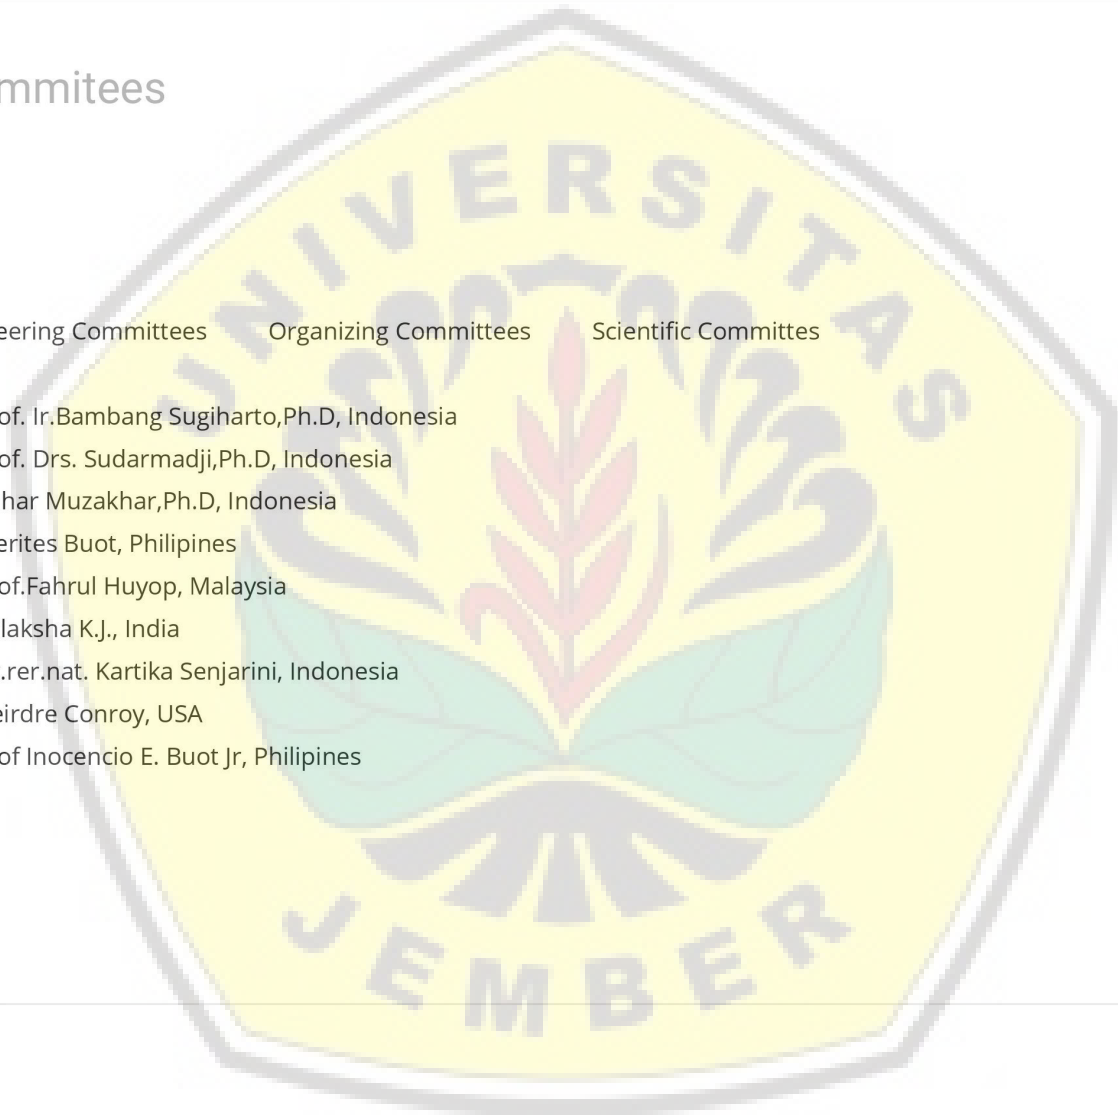 mmitees
eering Committees Organizing Committees Scientific Committes
of. Ir.Bambang Sugiharto,Ph.D, Indonesia
of. Drs. Sudarmadji,Ph.D, Indonesia
har Muzakhar,Ph.D, Indonesia
erites Buot, Philipines
of.Fahrul Huyop, Malaysia
laksha K.J., India
.rer.nat. Kartika Senjarini, Indonesia
eirdre Conroy, USA
of Inocencio E. Buot Jr, Philipines
UNIVERSITAS
JEMBER